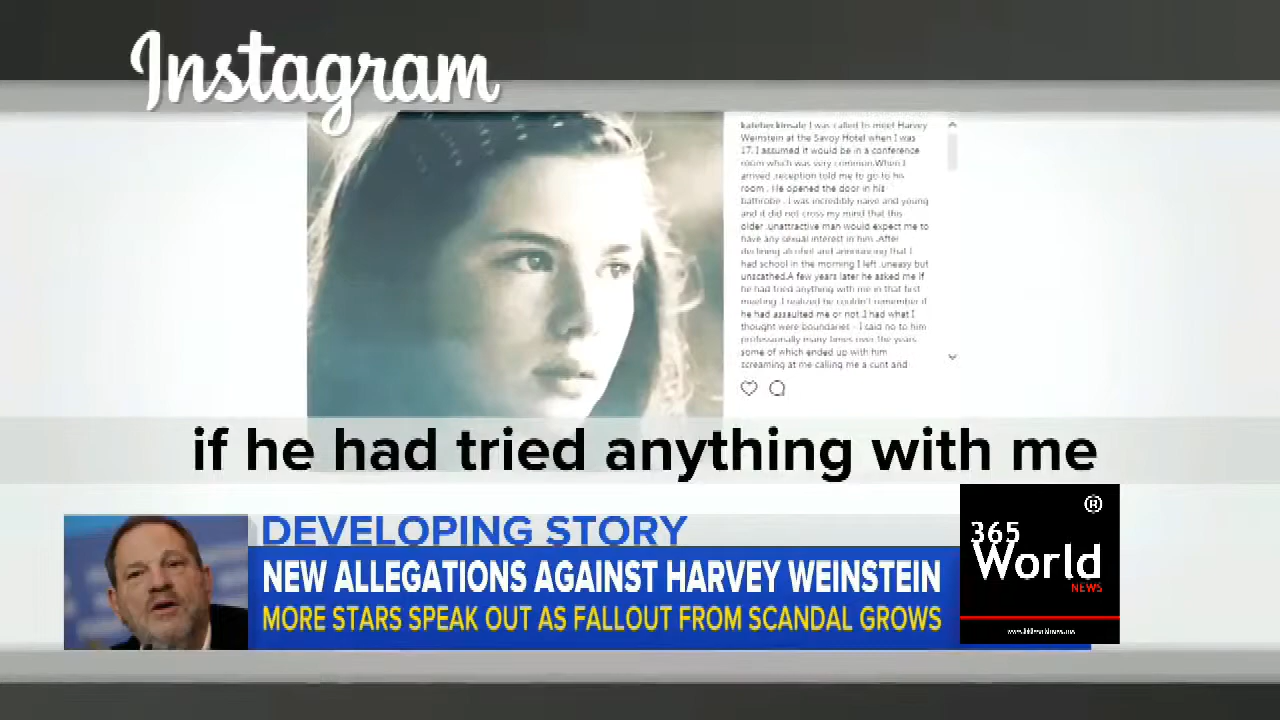 Instagram
katebeckinsale I was called to meet Harvey
Weinstein at the Savoy Hotel when I was
17. I assumed it would be in a conference
room which was very common.When I
arrived ,reception told me to go to his
room . He opened the door in his
bathrobe . I was incredibly naive and young
and it did not cross my mind that this
older ,unattractive man would expect me to
have any sexual interest in him .After
declining alcohol and announcing that I
had school in the morning I left ,uneasy but
unscathed.A few years later he asked me if
he had tried anything with me in that first
meeting .I realized he couldn't remember if
he had assaulted me or not .I had what I
thought were boundaries - I said no to him
professionally many times over the years
some of which ended up with him
screaming at me calling me a cunt and
if he had tried anything with me
DEVELOPING STORY
NEW ALLEGATIONS AGAINST HARVEY WEINSTEIN
MORE STARS SPEAK OUT AS FALLOUT FROM SCANDAL GROWS
®
365
World
NEWS